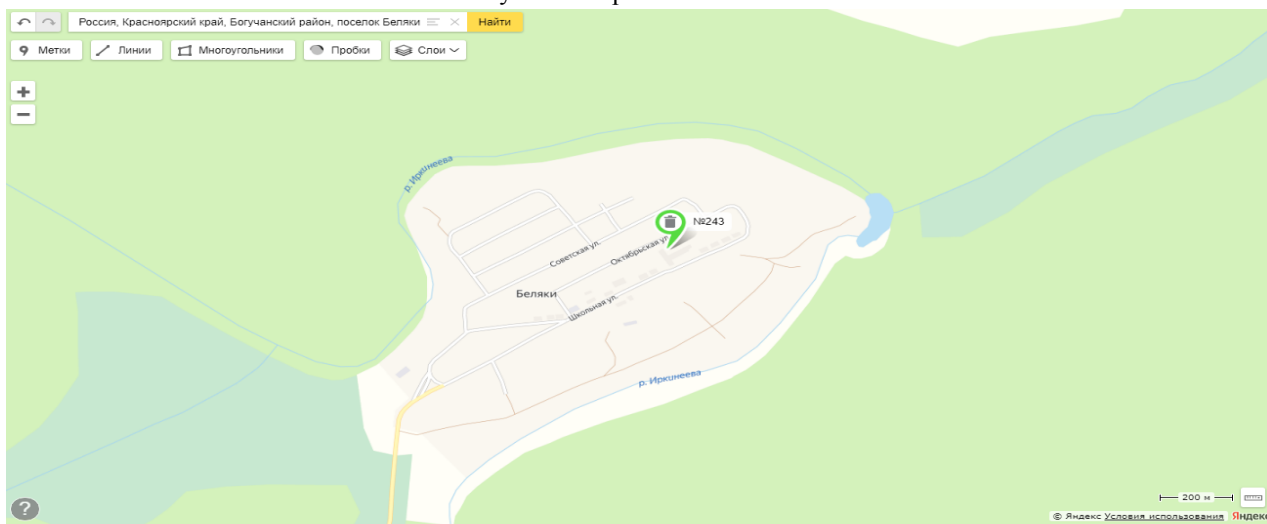 Россия, Красноярский край, Богучанский район, поселок Беляки
Найти
Метки
Линии
Многоугольники
Пробки
Слои
р. Иркинеева
№243
Советская ул.
Октябрьская ул.
Беляки
Школьная ул.
р. Иркинеева
200 м
?
© Яндекс Условия использования Яндекс